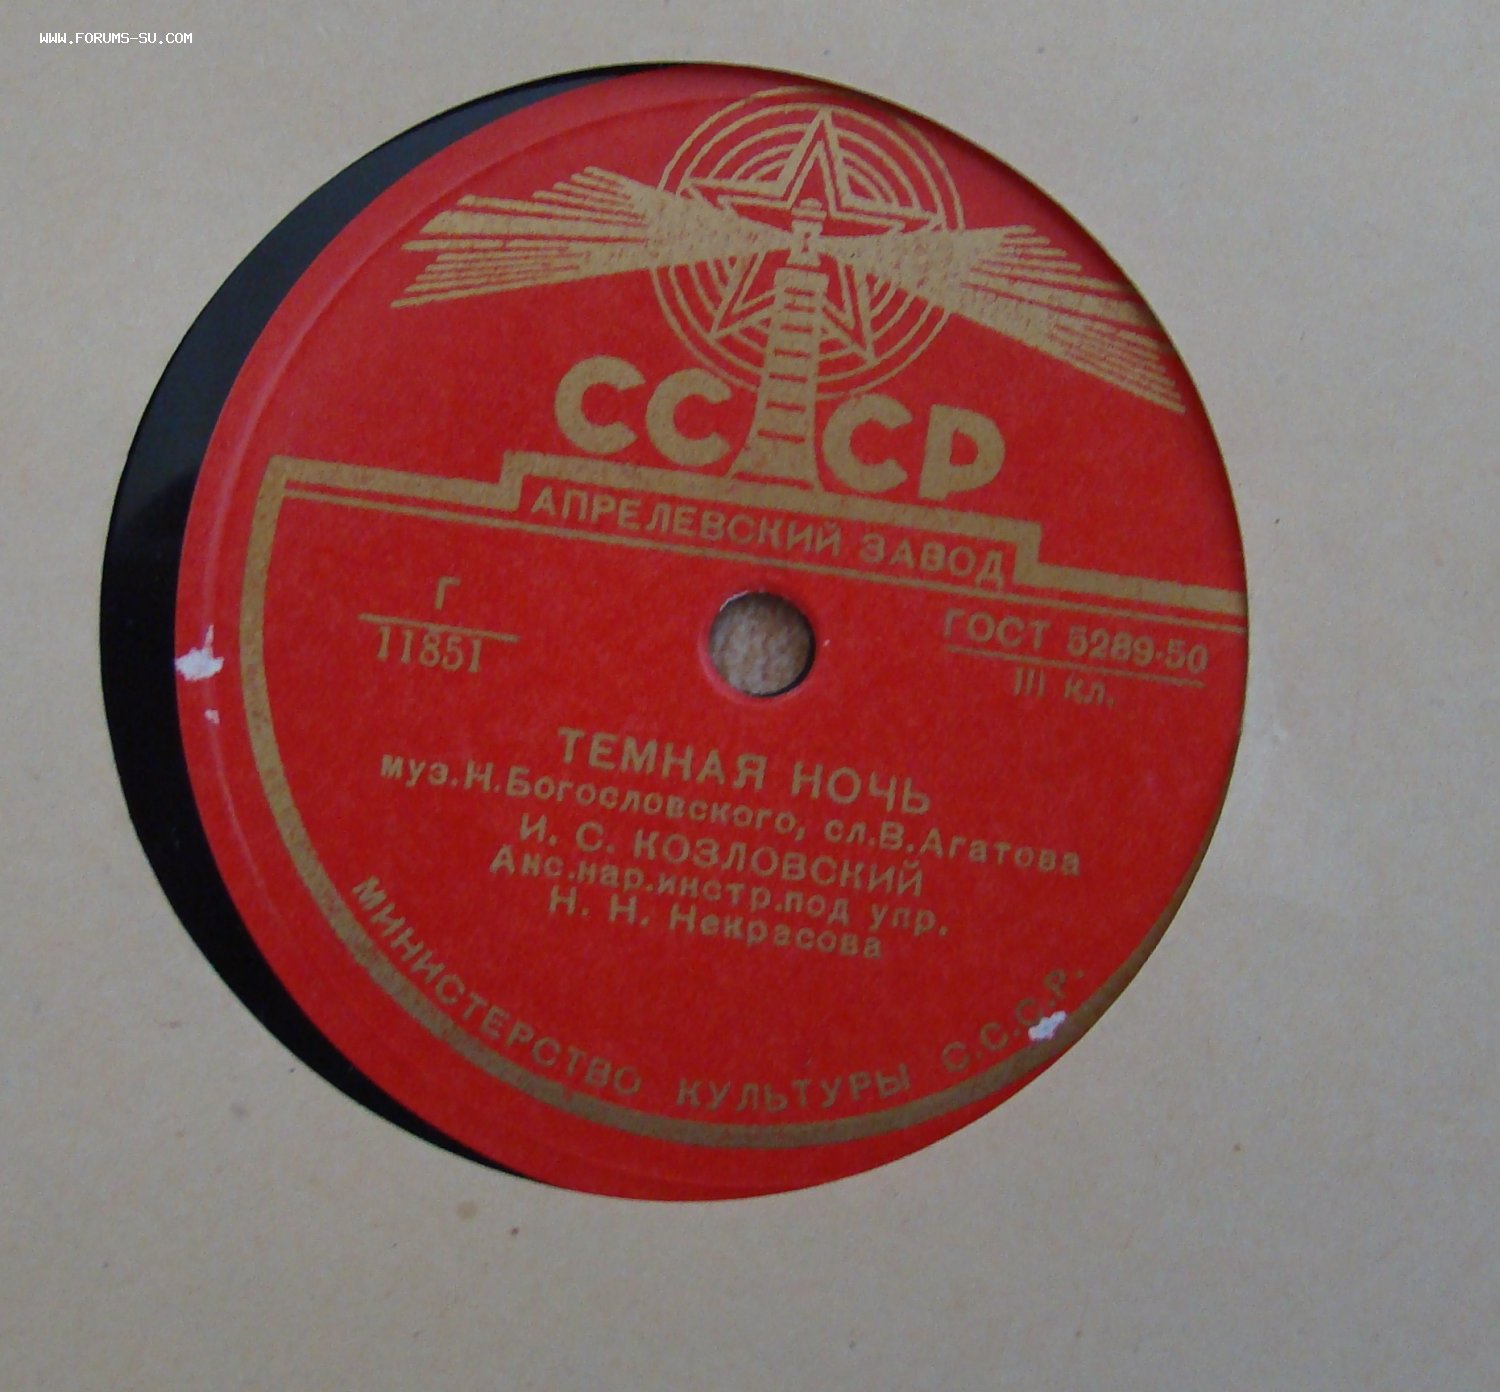 WWW.FORUMS-SU.COM
СССР
АПРЕЛЕВСКИЙ ЗАВОД
Г
11851
ГОСТ 5289-50
III кл.
ТЕМНАЯ НОЧЬ
муз.Н.Богословского, сл.В.Агатова
И. С. КОЗЛОВСКИЙ
Анс.нар.инстр.под упр.
Н. Н. Некрасова
МИНИСТЕРСТВО КУЛЬТУРЫ С.С.С.Р.